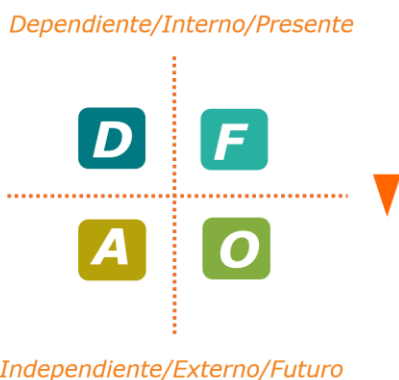 Dependiente/Interno/Presente
D F
A O
Independiente/Externo/Futuro